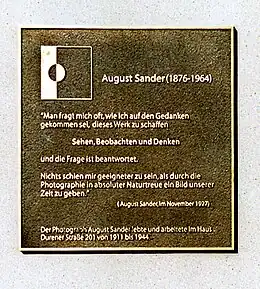 August Sander (1876-1964)
"Man fragt mich oft, wie ich auf den Gedanken
gekommen sei, dieses Werk zu schaffen
Sehen, Beobachten und Denken
und die Frage ist beantwortet.
Nichts schien mir geeigneter zu sein, als durch die
Photographie in absoluter Naturtreue ein Bild unserer
Zeit zu geben."
(August Sander, im November 1927)
Der Photograph August Sander lebte und arbeitete im Haus
Dürener Straße 201 von 1911 bis 1944